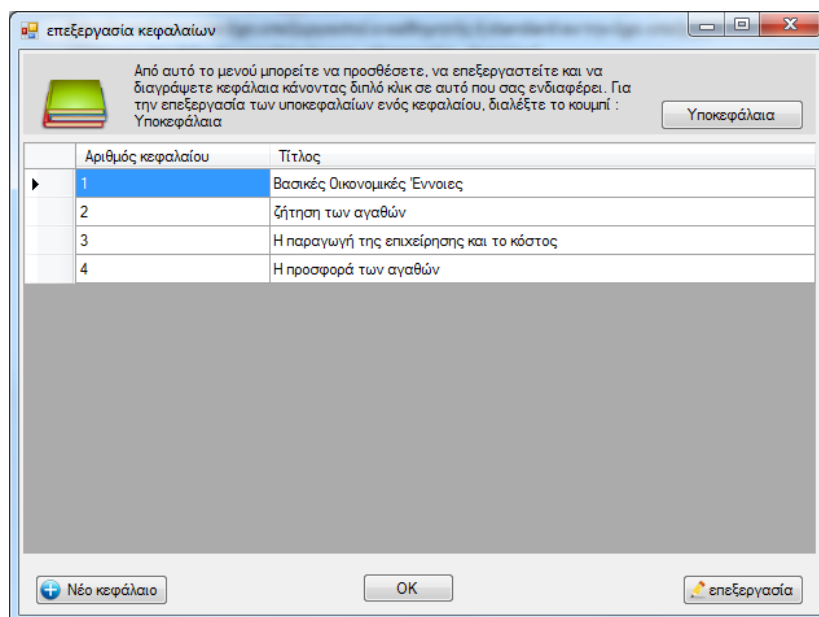 επεξεργασία κεφαλαίων
Από αυτό το μενού μπορείτε να προσθέσετε, να επεξεργαστείτε και να
διαγράψετε κεφάλαια κάνοντας διπλό κλικ σε αυτό που σας ενδιαφέρει. Για
την επεξεργασία των υποκεφαλαίων ενός κεφαλαίου, διαλέξτε το κουμπί :
Υποκεφάλαια
Υποκεφάλαια
Αριθμός κεφαλαίου Τίτλος
1 Βασικές Οικονομικές Έννοιες
2 ζήτηση των αγαθών
3 Η παραγωγή της επιχείρησης και το κόστος
4 Η προσφορά των αγαθών
Νέο κεφάλαιο OK επεξεργασία